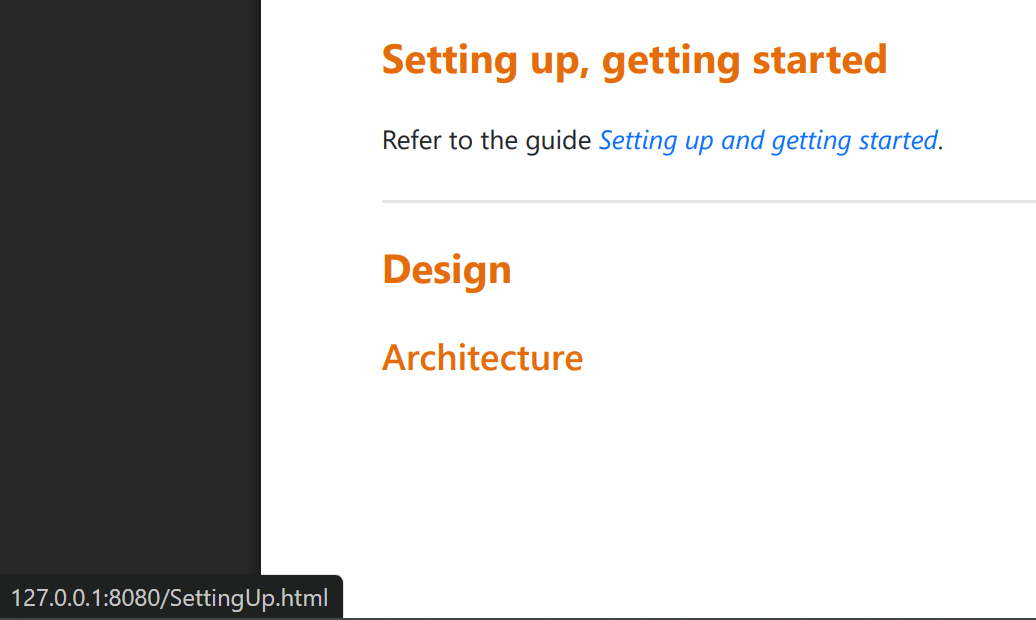 Setting up, getting started
Refer to the guide Setting up and getting started.
Design
Architecture
127.0.0.1:8080/SettingUp.html